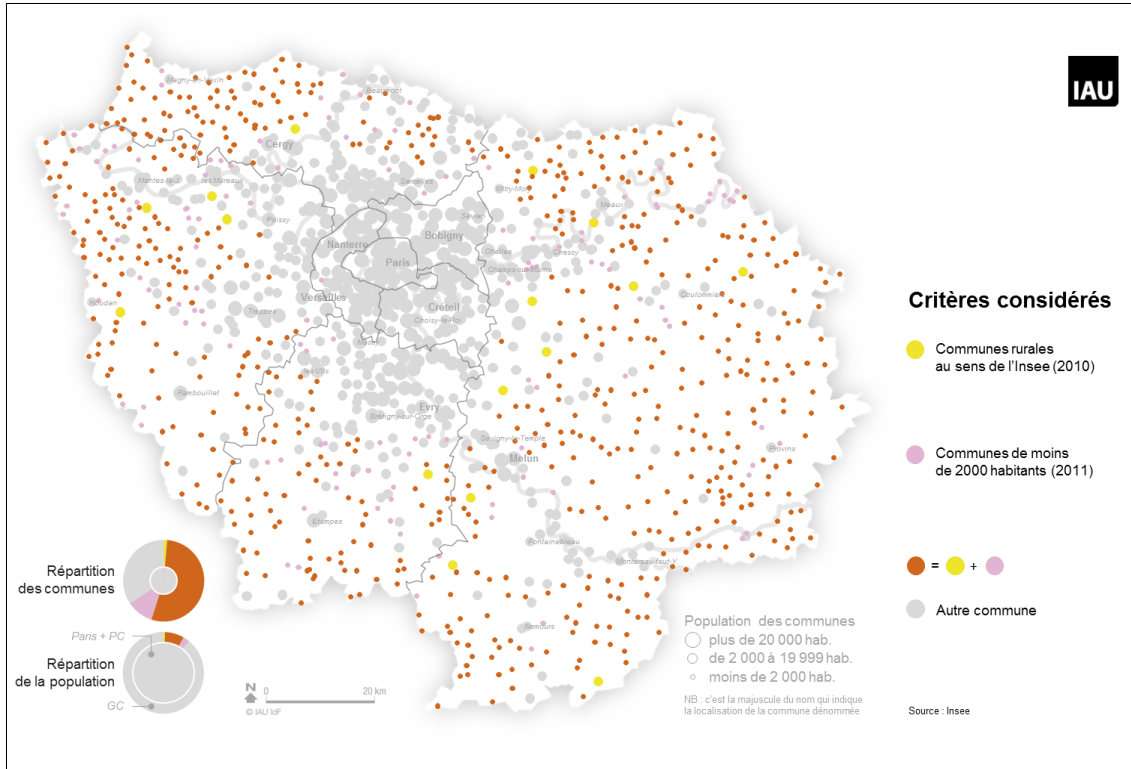 IAU
Magny-en-Vexin
Beaumont
Cergy
Mantes-la-J.
les Mureaux
Sarcelles
Mitry-Mory
Meaux
Poissy
Sevran
Nanterre
Bobigny
Paris
Chelles
Chessy
Champs-sur-Marne
Houdan
Versailles
Coulommiers
Trappes
Créteil
Choisy-le-Roi
Massy
les Ulis
Rambouillet
Evry
Brétigny-sur-Orge
Savigny-le-Temple
Melun
Provins
Étampes
Fontainebleau
Montereau-faut-Y.
Nemours
Critères considérés
Communes rurales
au sens de l'Insee (2010)
Communes de moins
de 2000 habitants (2011)
= +
Autre commune
Répartition
des communes
Paris + PC
Répartition
de la population
GC
N
0 20 km
© IAU îdF
Population des communes
plus de 20 000 hab.
de 2 000 à 19 999 hab.
moins de 2 000 hab.
NB : c'est la majuscule du nom qui indique
la localisation de la commune dénommée
Source : Insee